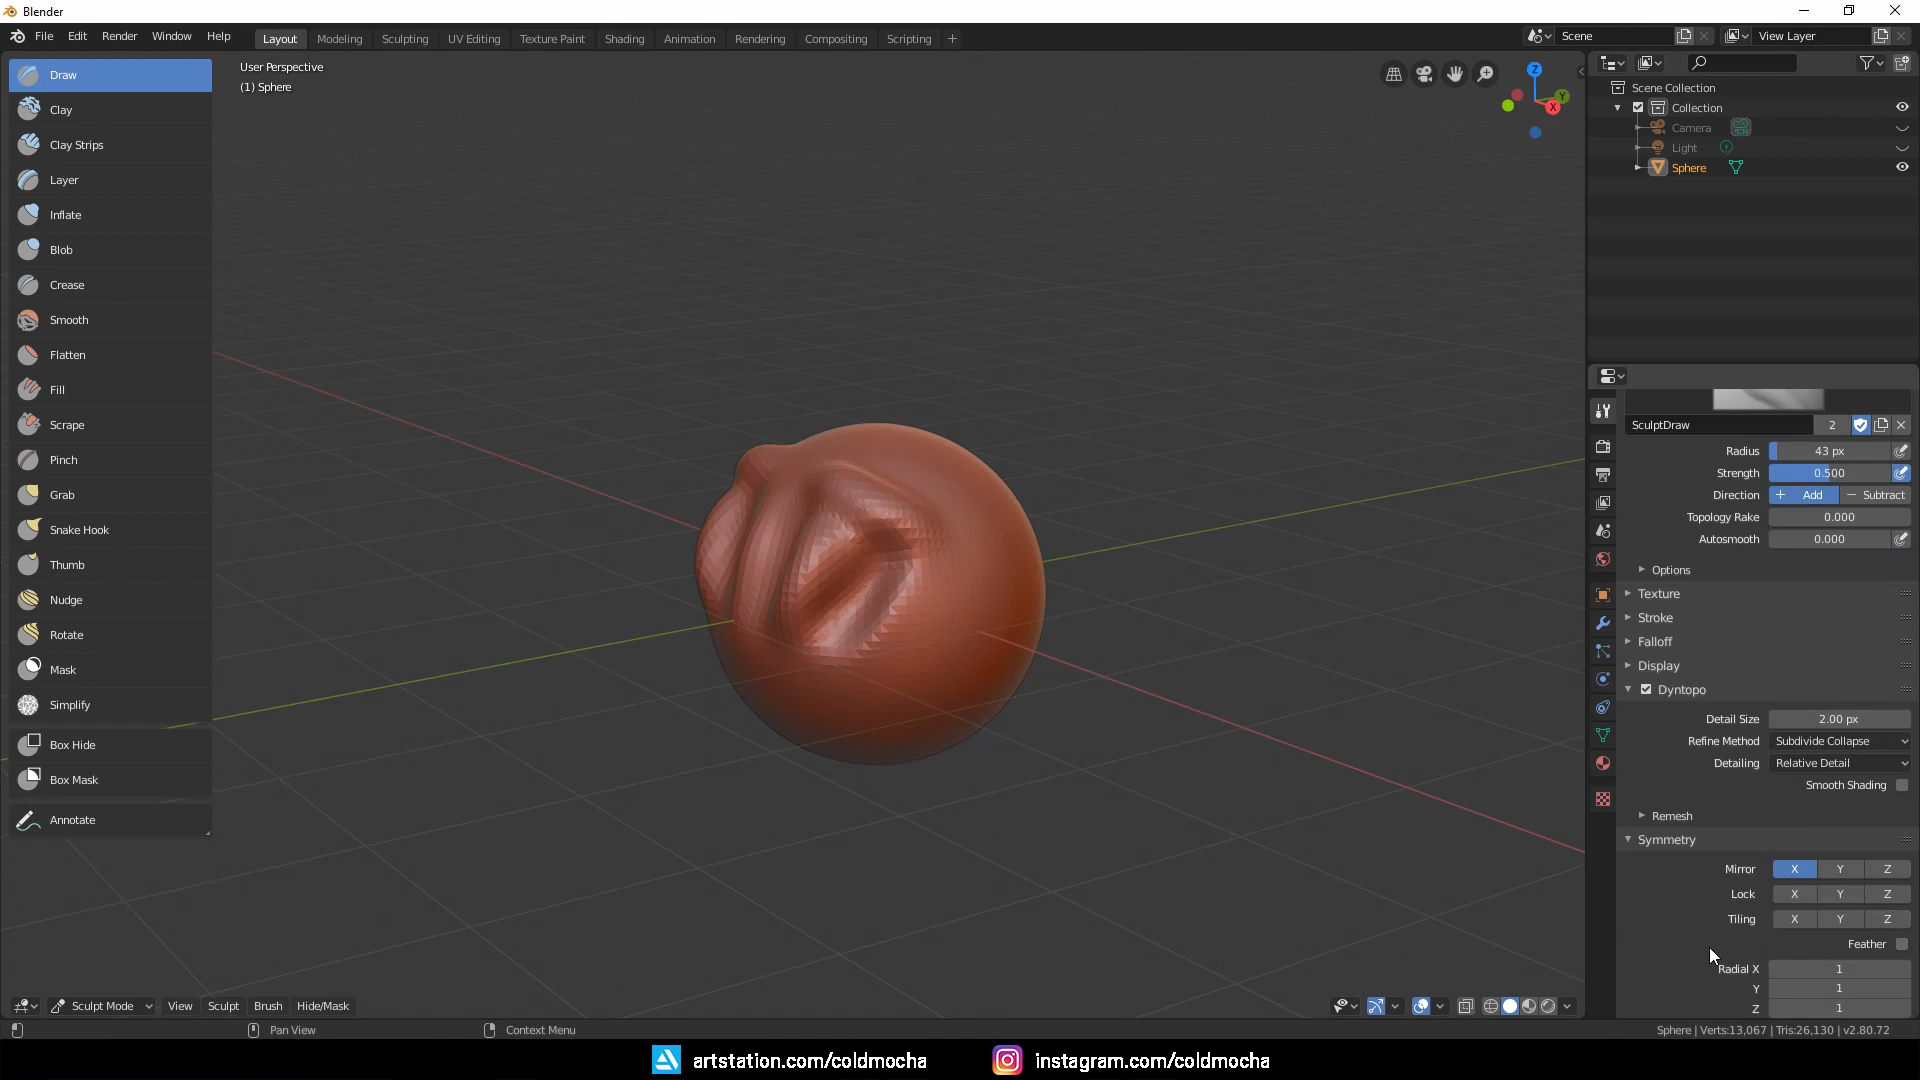 Blender
File Edit Render Window Help
Layout Modeling Sculpting UV Editing Texture Paint Shading Animation Rendering Compositing Scripting +
Scene
View Layer
Draw
Clay
Clay Strips
Layer
Inflate
Blob
Crease
Smooth
Flatten
Fill
Scrape
Pinch
Grab
Snake Hook
Thumb
Nudge
Rotate
Mask
Simplify
Box Hide
Box Mask
Annotate
User Perspective
(1) Sphere
Z
Y
X
Scene Collection
Collection
Camera
Light
Sphere
SculptDraw 2
Radius 43 px
Strength 0.500
Direction + Add − Subtract
Topology Rake 0.000
Autosmooth 0.000
Options
Texture
Stroke
Falloff
Display
Dyntopo
Detail Size 2.00 px
Refine Method Subdivide Collapse
Detailing Relative Detail
Smooth Shading
Remesh
Symmetry
Mirror X Y Z
Lock X Y Z
Tiling X Y Z
Feather
Radial X 1
Y 1
Z 1
Sculpt Mode View Sculpt Brush Hide/Mask
Pan View Context Menu
Sphere | Verts:13,067 | Tris:26,130 | v2.80.72
artstation.com/coldmocha instagram.com/coldmocha